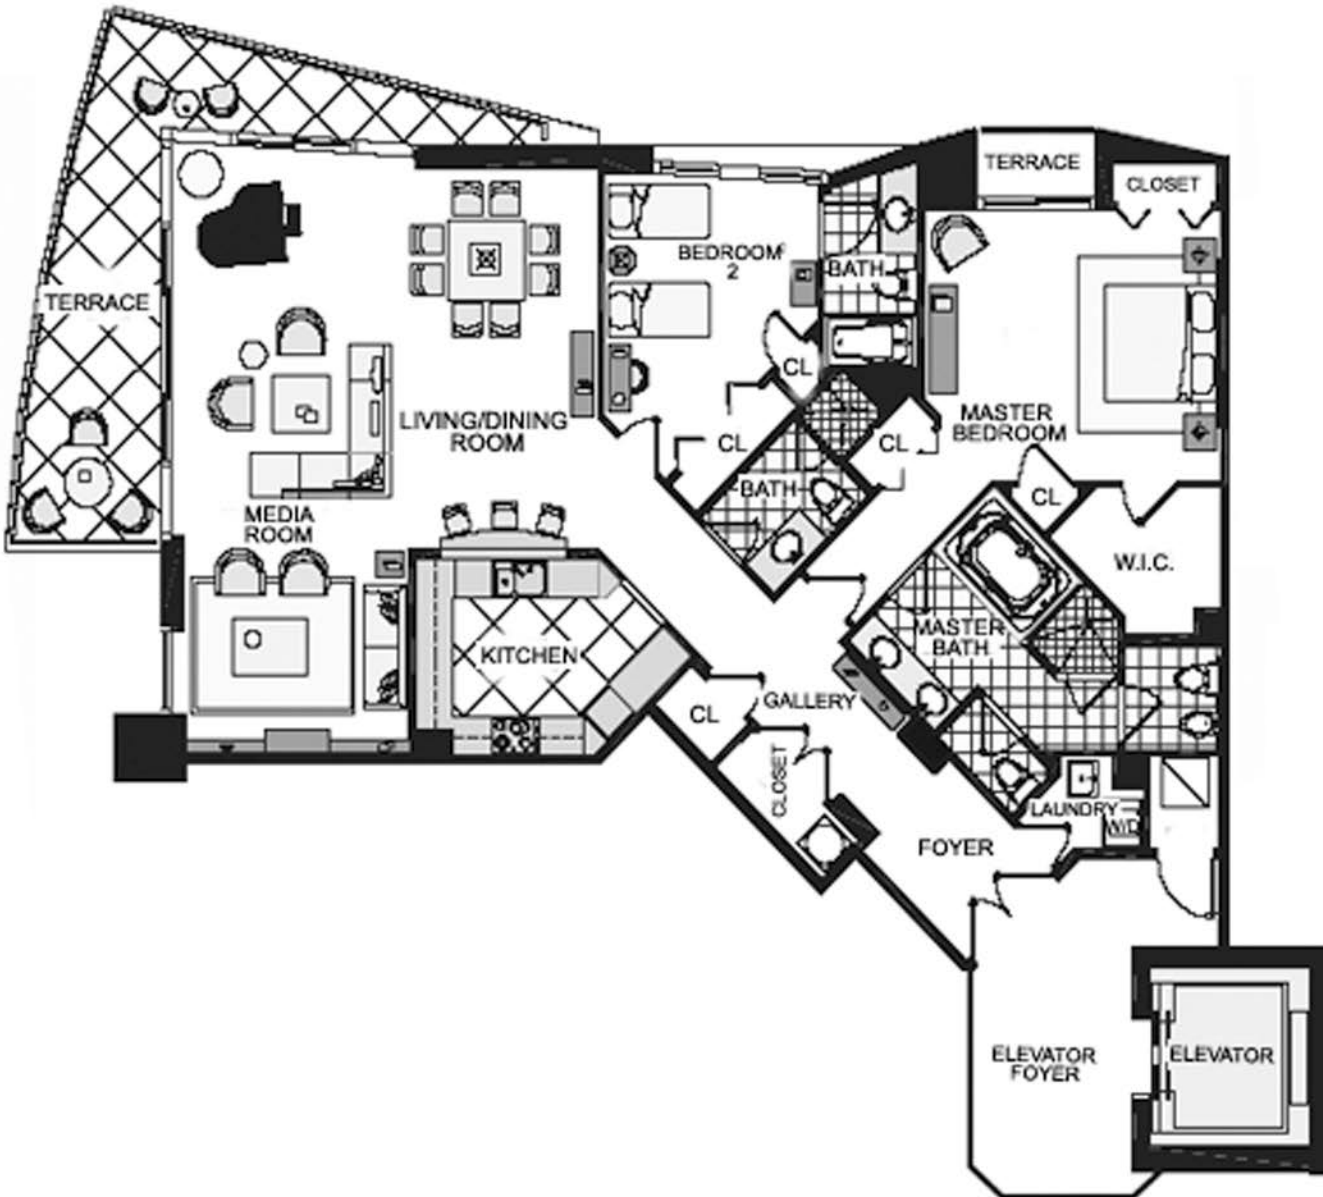 TERRACE
CLOSET
BEDROOM
2
BATH
TERRACE
CL
MASTER
BEDROOM
LIVING/DINING
ROOM
CL
CL
BATH
CL
MEDIA
ROOM
W.I.C.
MASTER
BATH
KITCHEN
GALLERY
CL
CLOSET
LAUNDRY
W/D
FOYER
ELEVATOR
FOYER
ELEVATOR